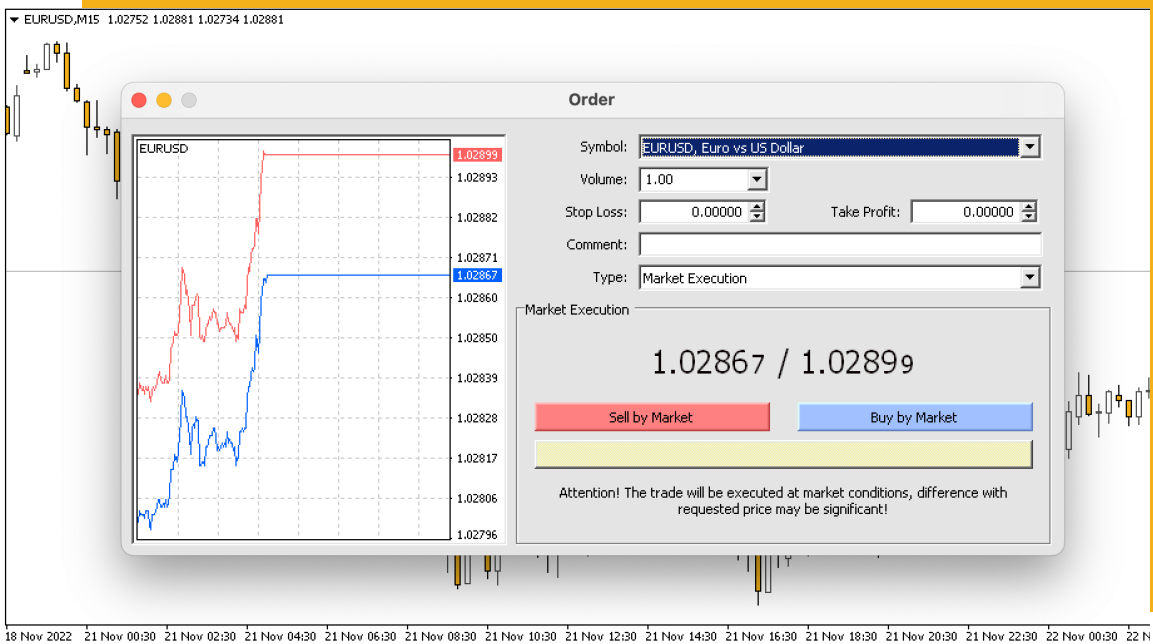 EURUSD,M15 1.02752 1.02881 1.02734 1.02881
Order
EURUSD
1.02899
1.02893
1.02882
1.02871
1.02867
1.02860
1.02850
1.02839
1.02828
1.02817
1.02806
1.02796
Symbol: EURUSD, Euro vs US Dollar
Volume: 1.00
Stop Loss: 0.00000 Take Profit: 0.00000
Comment:
Type: Market Execution
Market Execution
1.02867 / 1.02899
Sell by Market Buy by Market
Attention! The trade will be executed at market conditions, difference with
requested price may be significant!
18 Nov 2022 21 Nov 00:30 21 Nov 02:30 21 Nov 04:30 21 Nov 06:30 21 Nov 08:30 21 Nov 10:30 21 Nov 12:30 21 Nov 14:30 21 Nov 16:30 21 Nov 18:30 21 Nov 20:30 21 Nov 22:30 22 Nov 00:30 22 N